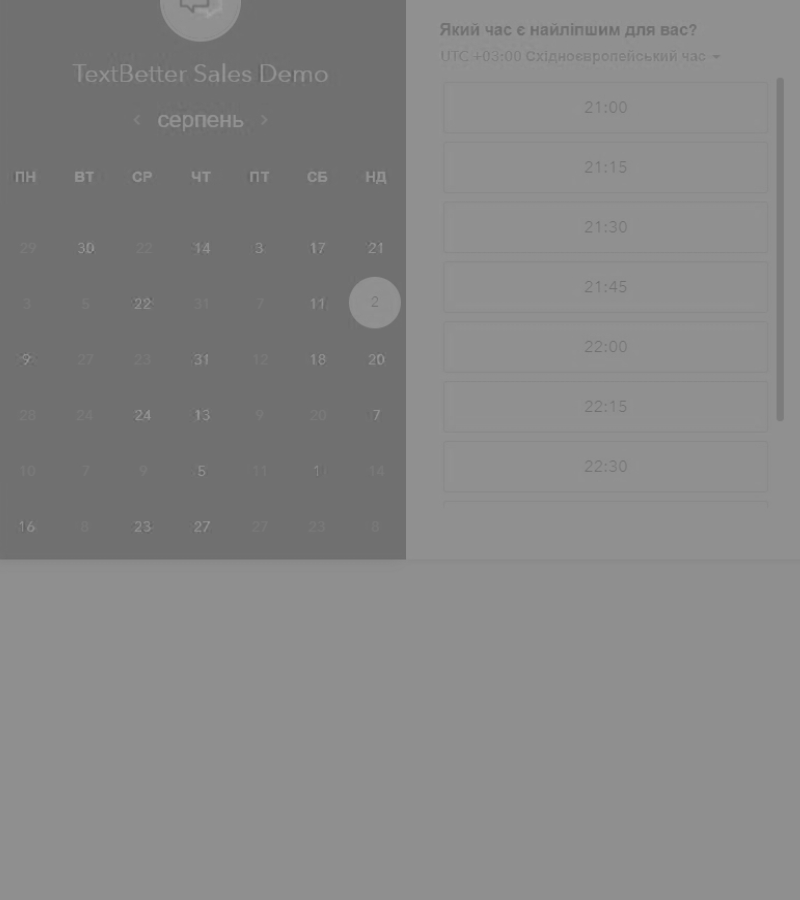 TextBetter Sales Demo
серпень
ПН ВТ СР ЧТ ПТ СБ НД
29 30 22 14 3 17 21
3 5 22 31 7 11 2
9 27 23 31 12 18 20
28 24 24 13 9 20 7
10 7 9 5 11 1 14
16 8 23 27 27 23 8
Який час є найліпшим для вас?
UTC +03:00 Східноєвропейський час
21:00
21:15
21:30
21:45
22:00
22:15
22:30